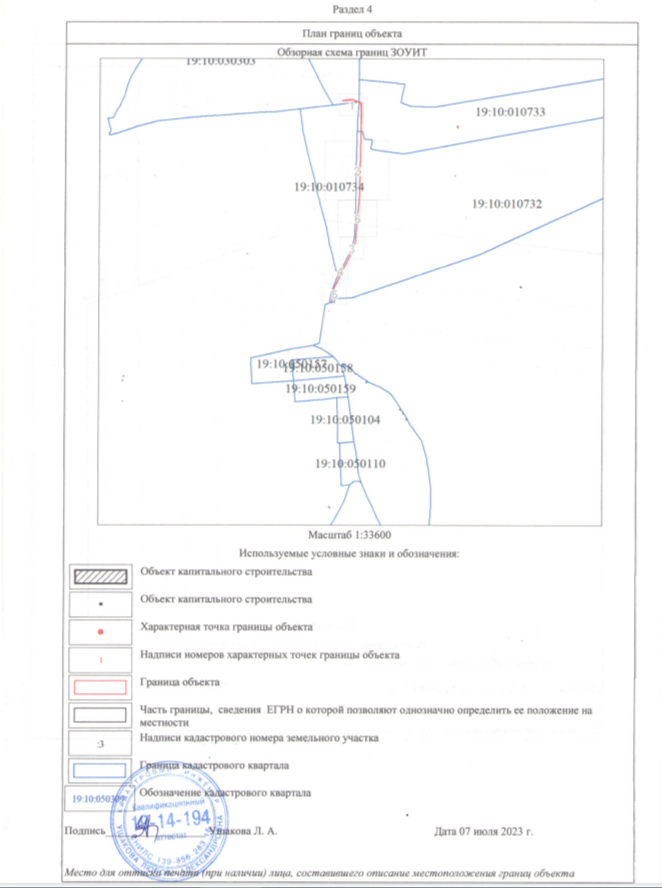 Раздел 4
План границ объекта
Обзорная схема границ ЗОУИТ
19:10:030303
19:10:010733
19:10:010734
19:10:010732
19:10:050157
19:10:050158
19:10:050159
19:10:050104
19:10:050110
Масштаб 1:33600
Используемые условные знаки и обозначения:
Объект капитального строительства
Объект капитального строительства
Характерная точка границы объекта
1 Надписи номеров характерных точек границы объекта
Граница объекта
Часть границы, сведения ЕГРН о которой позволяют однозначно определить ее положение на
местности
:3 Надписи кадастрового номера земельного участка
Граница кадастрового квартала
Обозначение кадастрового квартала
КАДАСТРОВЫЙ ИНЖЕНЕР
Квалификационный
-14-194
аттестат
Подпись Ушакова Л. А. Дата 07 июля 2023 г.
Место для оттиска печати (при наличии) лица, составившего описание местоположения границ объекта